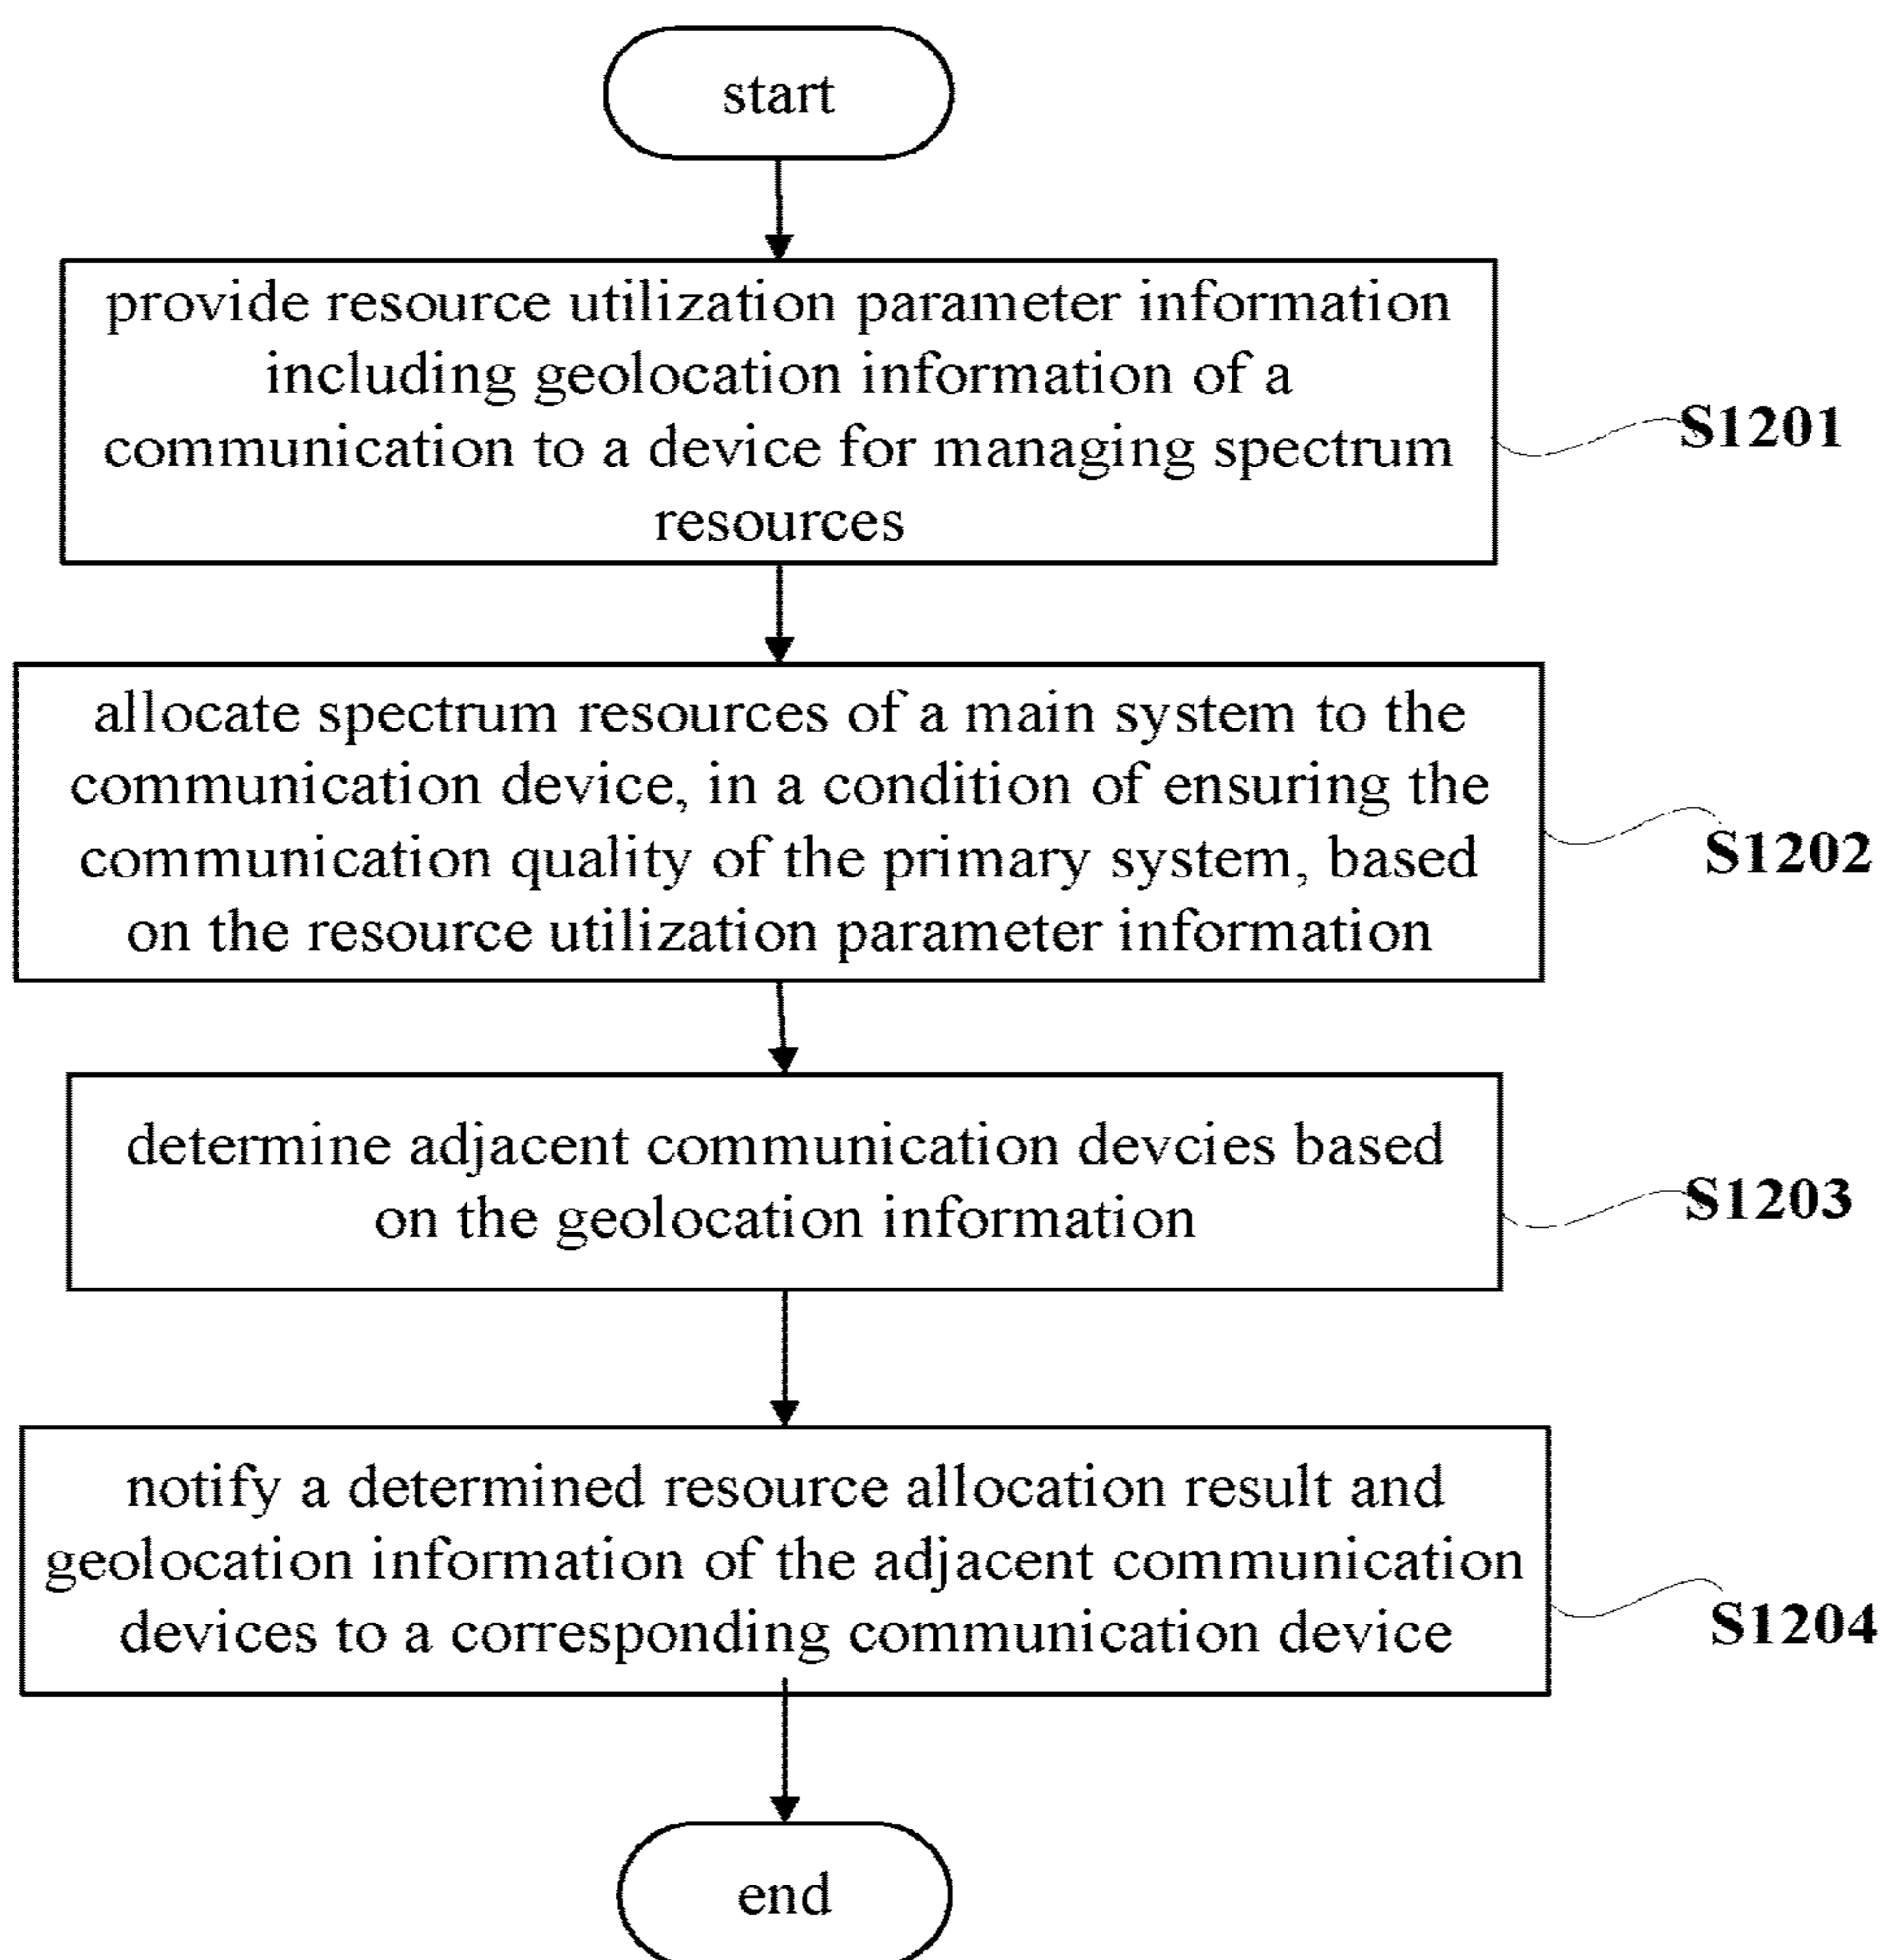 start
provide resource utilization parameter information
including geolocation information of a
communication to a device for managing spectrum
resources
S1201
allocate spectrum resources of a main system to the
communication device, in a condition of ensuring the
communication quality of the primary system, based
on the resource utilization parameter information
S1202
determine adjacent communication devcies based
on the geolocation information
S1203
notify a determined resource allocation result and
geolocation information of the adjacent communication
devices to a corresponding communication device
S1204
end